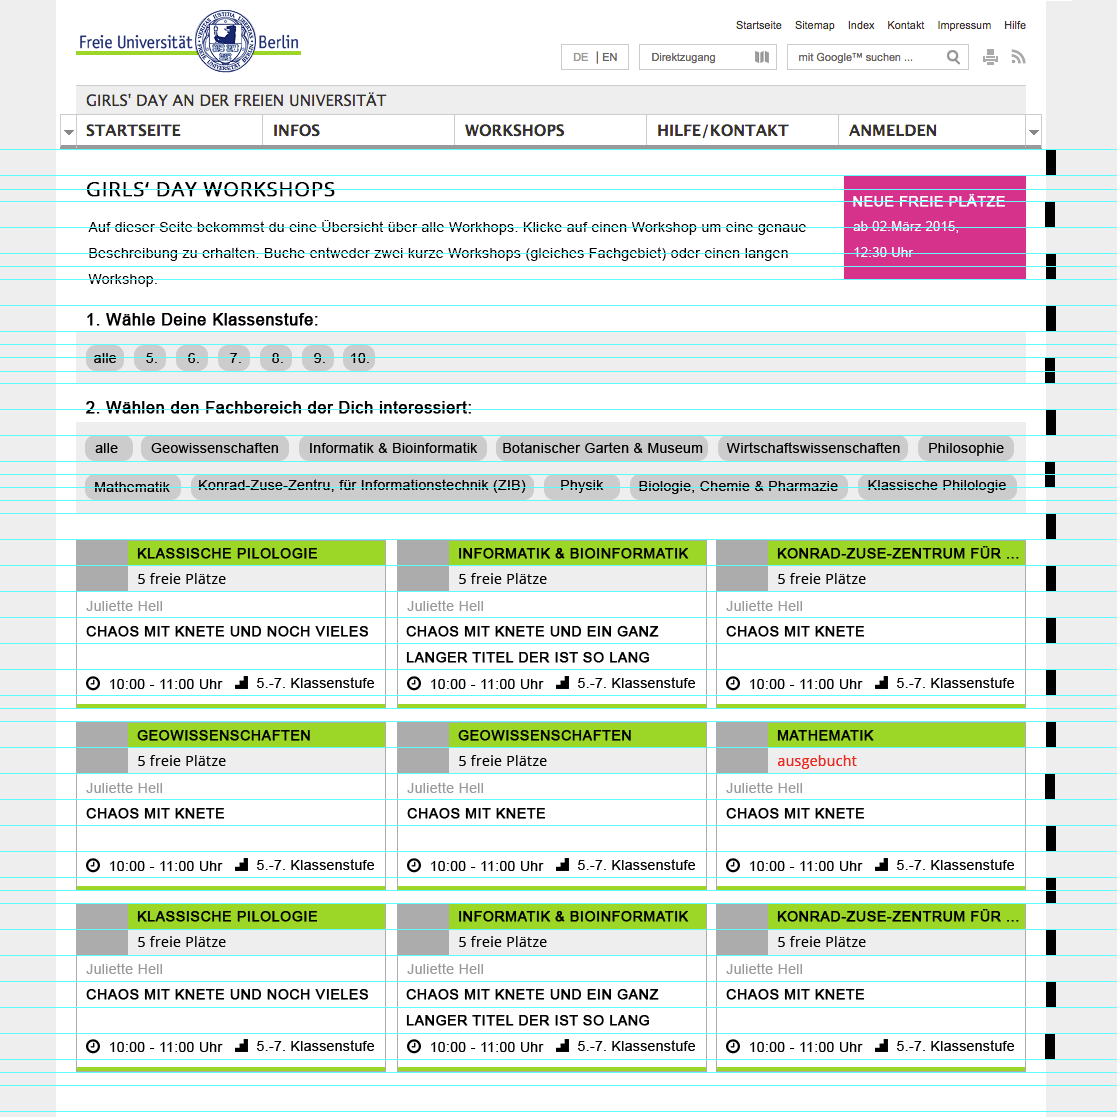 Startseite Sitemap Index Kontakt Impressum Hilfe
Freie Universität Berlin
DE | EN Direktzugang mit Google™ suchen ...
GIRLS' DAY AN DER FREIEN UNIVERSITÄT
STARTSEITE INFOS WORKSHOPS HILFE/KONTAKT ANMELDEN
GIRLS‘ DAY WORKSHOPS
Auf dieser Seite bekommst du eine Übersicht über alle Workhops. Klicke auf einen Workshop um eine genaue
Beschreibung zu erhalten. Buche entweder zwei kurze Workshops (gleiches Fachgebiet) oder einen langen
Workshop.
NEUE FREIE PLÄTZE
ab 02.März 2015,
12:30 Uhr
1. Wähle Deine Klassenstufe:
alle 5. 6. 7. 8. 9. 10.
2. Wählen den Fachbereich der Dich interessiert:
alle Geowissenschaften Informatik & Bioinformatik Botanischer Garten & Museum Wirtschaftswissenschaften Philosophie
Mathematik Konrad-Zuse-Zentru, für Informationstechnik (ZIB) Physik Biologie, Chemie & Pharmazie Klassische Philologie
KLASSISCHE PILOLOGIE
5 freie Plätze
Juliette Hell
CHAOS MIT KNETE UND NOCH VIELES
10:00 - 11:00 Uhr 5.-7. Klassenstufe
INFORMATIK & BIOINFORMATIK
5 freie Plätze
Juliette Hell
CHAOS MIT KNETE UND EIN GANZ
LANGER TITEL DER IST SO LANG
10:00 - 11:00 Uhr 5.-7. Klassenstufe
KONRAD-ZUSE-ZENTRUM FÜR ...
5 freie Plätze
Juliette Hell
CHAOS MIT KNETE
10:00 - 11:00 Uhr 5.-7. Klassenstufe
GEOWISSENSCHAFTEN
5 freie Plätze
Juliette Hell
CHAOS MIT KNETE
10:00 - 11:00 Uhr 5.-7. Klassenstufe
GEOWISSENSCHAFTEN
5 freie Plätze
Juliette Hell
CHAOS MIT KNETE
10:00 - 11:00 Uhr 5.-7. Klassenstufe
MATHEMATIK
ausgebucht
Juliette Hell
CHAOS MIT KNETE
10:00 - 11:00 Uhr 5.-7. Klassenstufe
KLASSISCHE PILOLOGIE
5 freie Plätze
Juliette Hell
CHAOS MIT KNETE UND NOCH VIELES
10:00 - 11:00 Uhr 5.-7. Klassenstufe
INFORMATIK & BIOINFORMATIK
5 freie Plätze
Juliette Hell
CHAOS MIT KNETE UND EIN GANZ
LANGER TITEL DER IST SO LANG
10:00 - 11:00 Uhr 5.-7. Klassenstufe
KONRAD-ZUSE-ZENTRUM FÜR ...
5 freie Plätze
Juliette Hell
CHAOS MIT KNETE
10:00 - 11:00 Uhr 5.-7. Klassenstufe